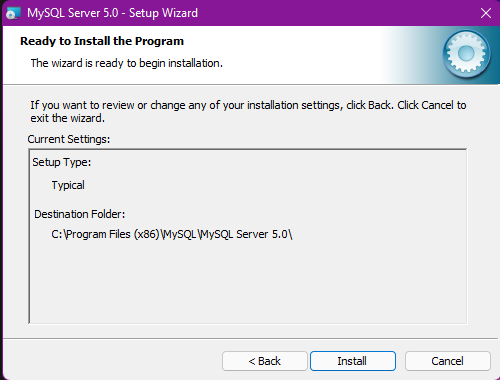 MySQL Server 5.0 - Setup Wizard
Ready to Install the Program
The wizard is ready to begin installation.
If you want to review or change any of your installation settings, click Back. Click Cancel to
exit the wizard.
Current Settings:
Setup Type:
Typical
Destination Folder:
C:\Program Files (x86)\MySQL\MySQL Server 5.0\
< Back
Install
Cancel